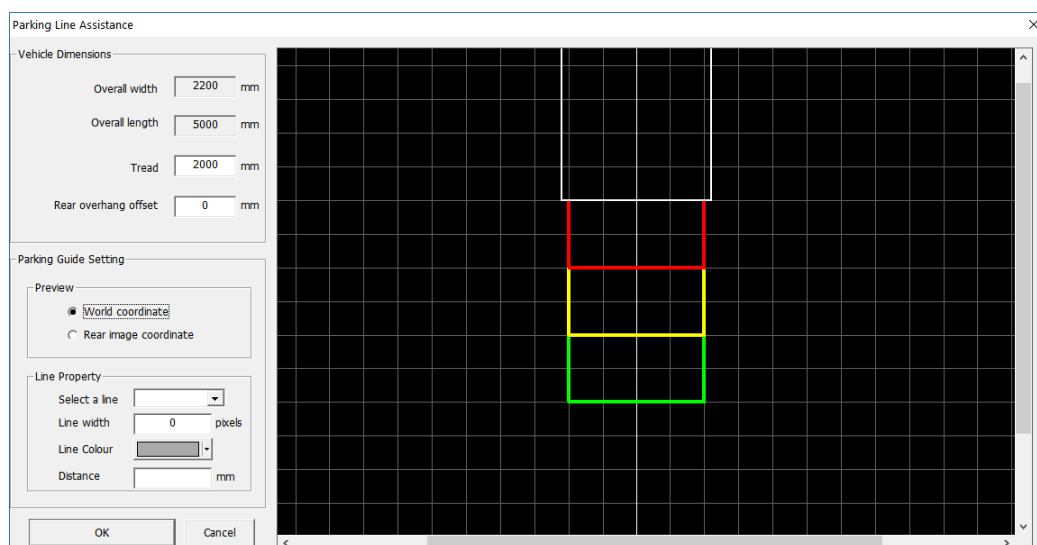 Parking Line Assistance
Vehicle Dimensions
Overall width 2200 mm
Overall length 5000 mm
Tread 2000 mm
Rear overhang offset 0 mm
Parking Guide Setting
Preview
World coordinate
Rear image coordinate
Line Property
Select a line
Line width 0 pixels
Line Colour
Distance mm
OK Cancel